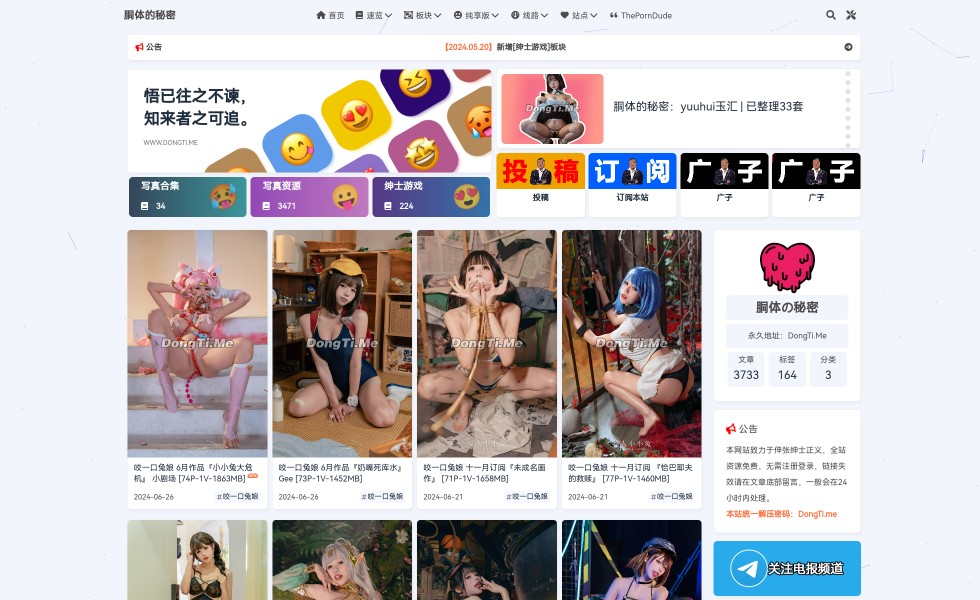 胴体的秘密
首页 速览 板块 纯享版 线路 站点 ThePornDude
公告
【2024.05.20】新增[绅士游戏]板块
悟已往之不谏，
知来者之可追。
WWW.DONGTI.ME
DongTi.Me
胴体的秘密：yuuhui玉汇 | 已整理33套
写真合集
34
写真资源
3471
绅士游戏
224
投稿
投稿
订阅
订阅本站
广子
广子
广子
广子
DongTi.Me
DongTi.Me
DongTi.Me
DongTi.Me
咬一口兔娘 6月作品『小小兔大危
机』 小剧场 [74P-1V-1863MB]
2024-06-26 #咬一口兔娘
咬一口兔娘 6月作品『奶嘴死库水』
Gee [73P-1V-1452MB]
2024-06-26 #咬一口兔娘
咬一口兔娘 十一月订阅『未成名画
作』 [71P-1V-1658MB]
2024-06-21 #咬一口兔娘
咬一口兔娘 十一月订阅 『恰巴耶夫
的救赎』 [77P-1V-1460MB]
2024-06-21 #咬一口兔娘
胴体の秘密
永久地址：DongTi.Me
文章 标签 分类
3733 164 3
公告
本网站致力于伸张绅士正义，全站
资源免费，无需注册登录，链接失
效请在文章底部留言，一般会在24
小时内处理。
本站统一解压密码：DongTi.me
关注电报频道